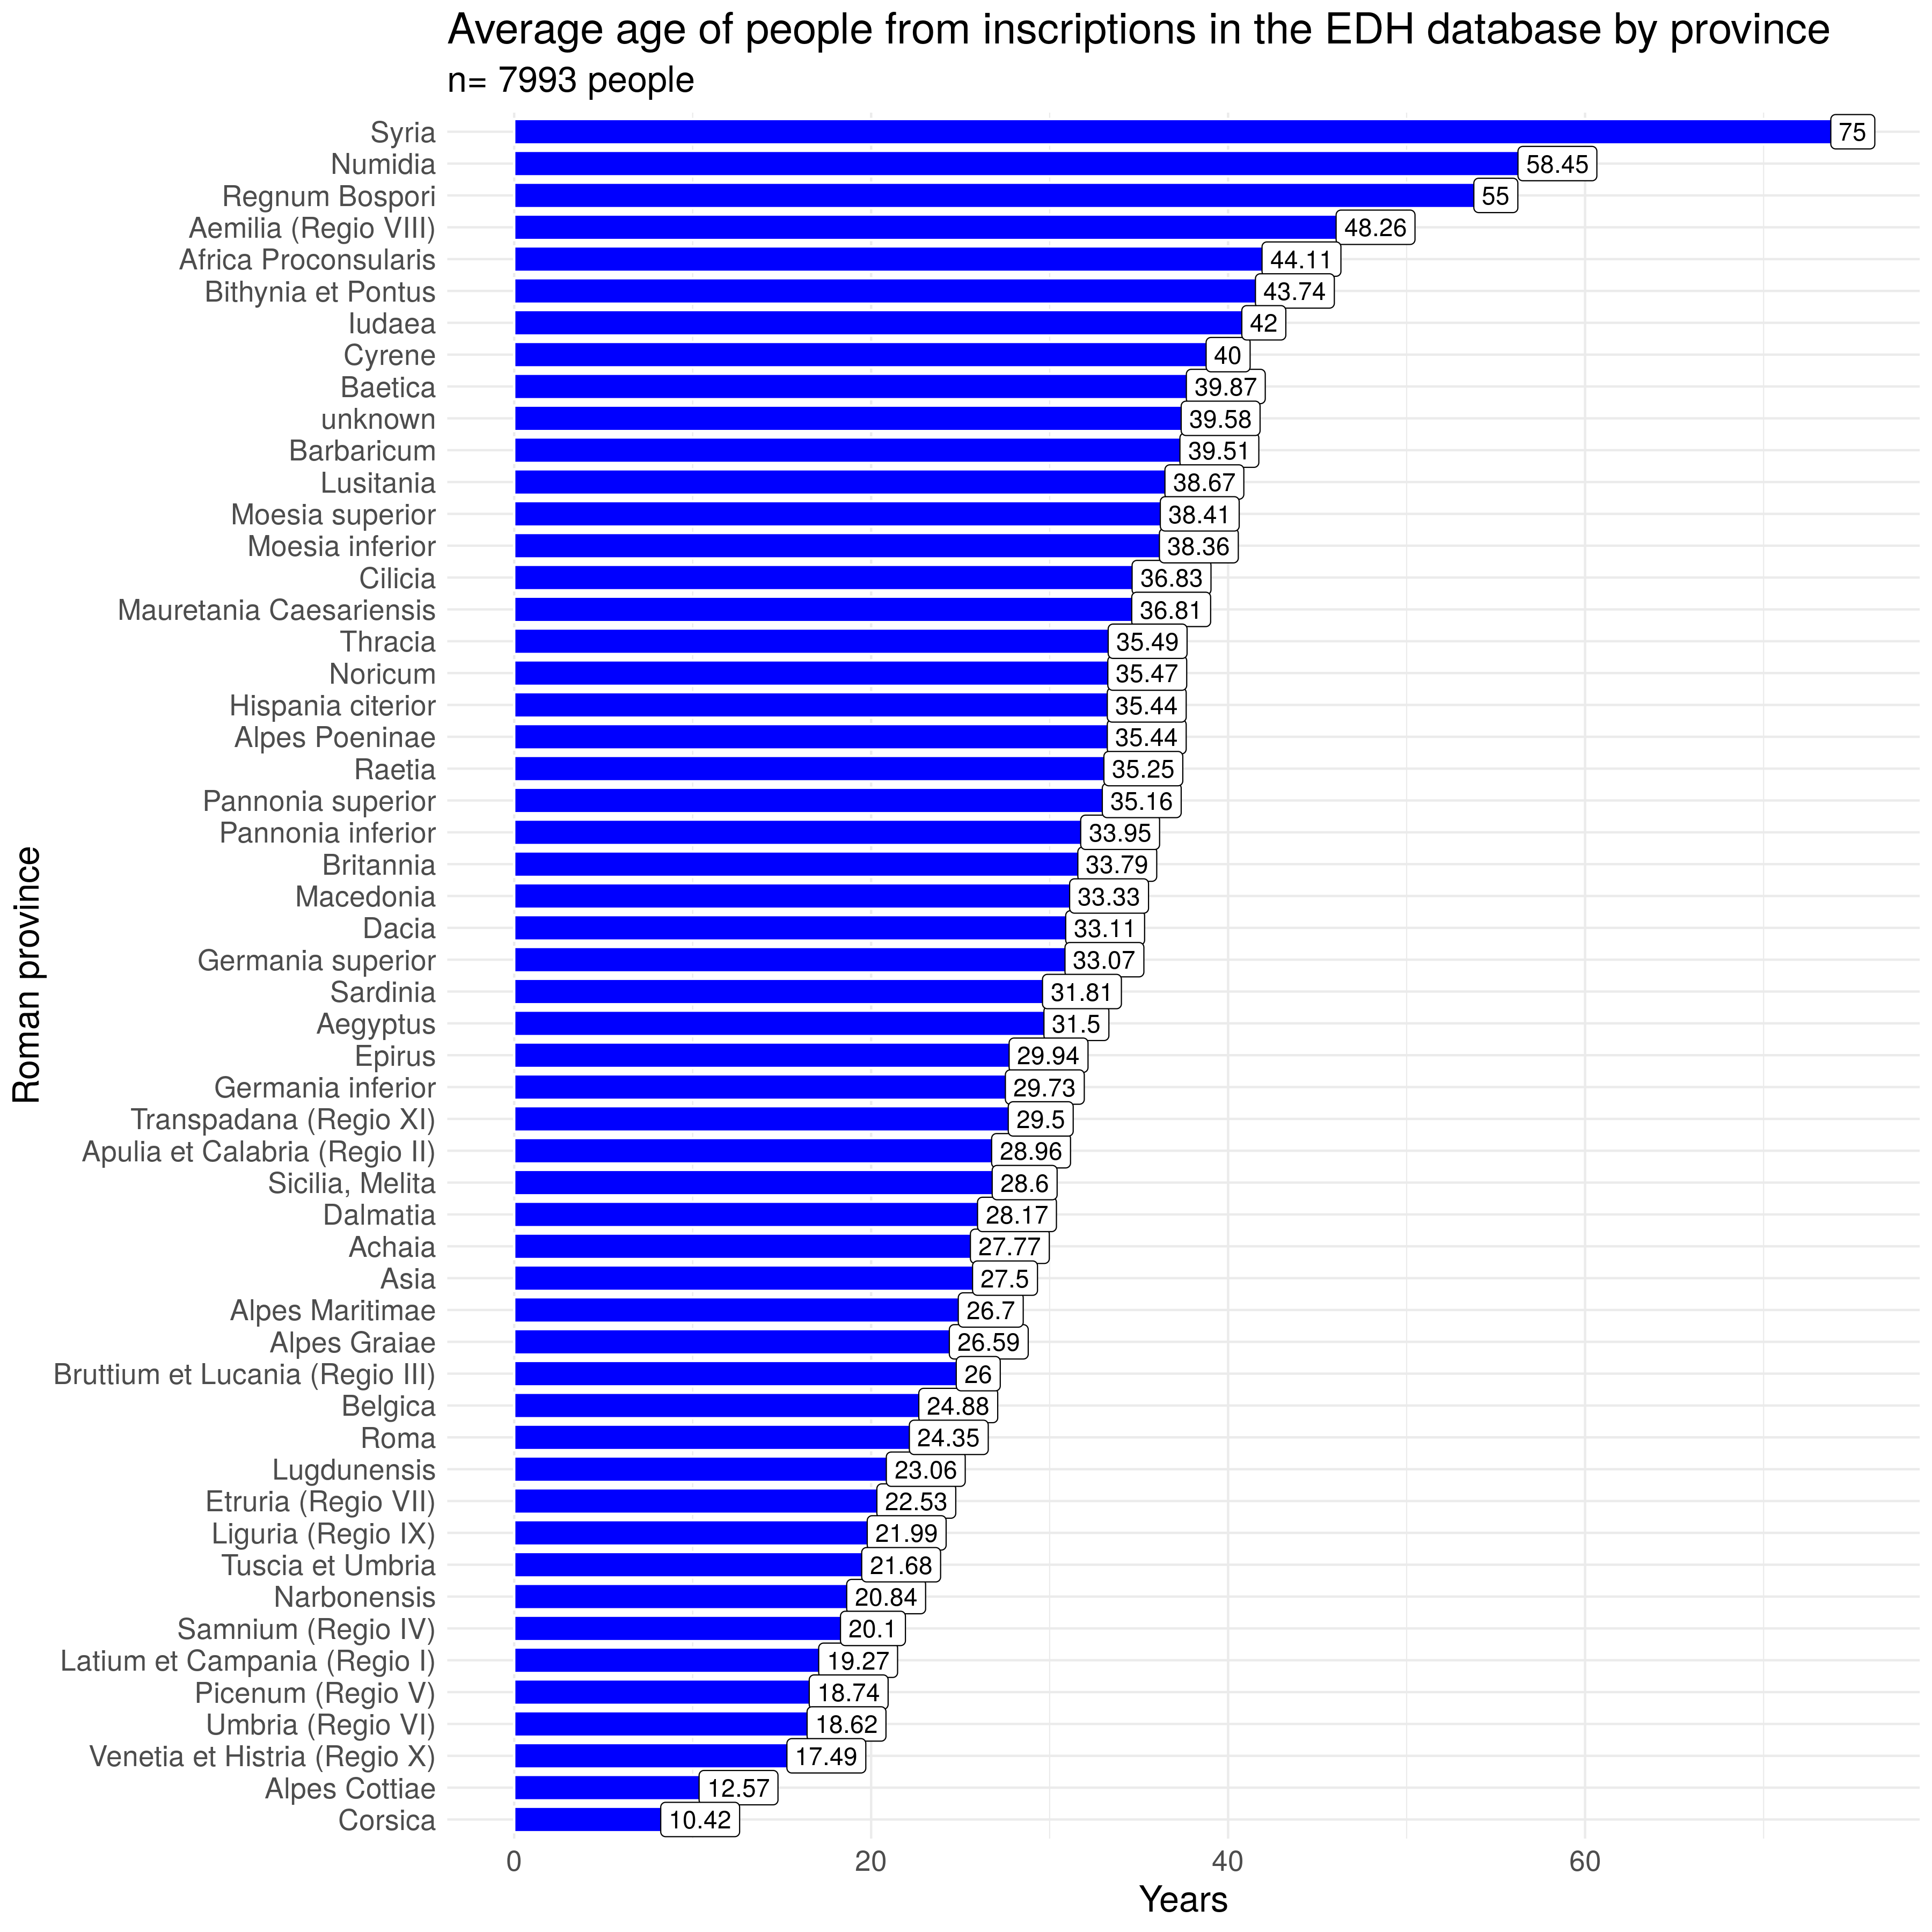 Average age of people from inscriptions in the EDH database by province
n= 7993 people
Roman province
Syria 75
Numidia 58.45
Regnum Bospori 55
Aemilia (Regio VIII) 48.26
Africa Proconsularis 44.11
Bithynia et Pontus 43.74
Iudaea 42
Cyrene 40
Baetica 39.87
unknown 39.58
Barbaricum 39.51
Lusitania 38.67
Moesia superior 38.41
Moesia inferior 38.36
Cilicia 36.83
Mauretania Caesariensis 36.81
Thracia 35.49
Noricum 35.47
Hispania citerior 35.44
Alpes Poeninae 35.44
Raetia 35.25
Pannonia superior 35.16
Pannonia inferior 33.95
Britannia 33.79
Macedonia 33.33
Dacia 33.11
Germania superior 33.07
Sardinia 31.81
Aegyptus 31.5
Epirus 29.94
Germania inferior 29.73
Transpadana (Regio XI) 29.5
Apulia et Calabria (Regio II) 28.96
Sicilia, Melita 28.6
Dalmatia 28.17
Achaia 27.77
Asia 27.5
Alpes Maritimae 26.7
Alpes Graiae 26.59
Bruttium et Lucania (Regio III) 26
Belgica 24.88
Roma 24.35
Lugdunensis 23.06
Etruria (Regio VII) 22.53
Liguria (Regio IX) 21.99
Tuscia et Umbria 21.68
Narbonensis 20.84
Samnium (Regio IV) 20.1
Latium et Campania (Regio I) 19.27
Picenum (Regio V) 18.74
Umbria (Regio VI) 18.62
Venetia et Histria (Regio X) 17.49
Alpes Cottiae 12.57
Corsica 10.42
0 20 40 60
Years